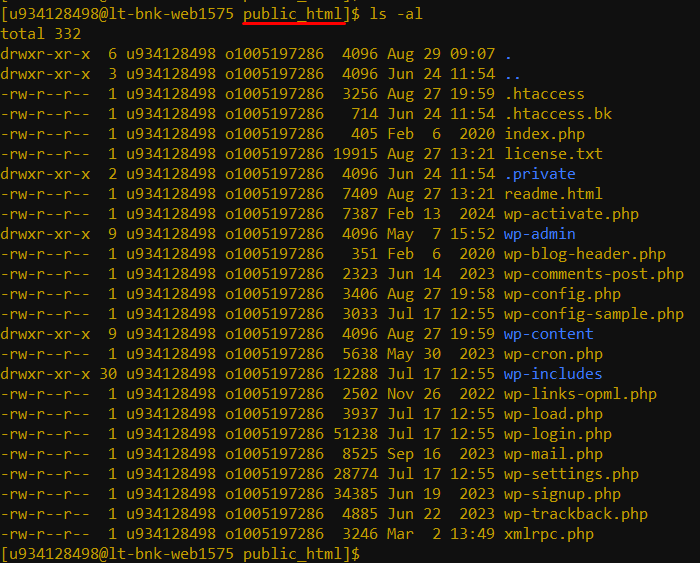 [u934128498@lt-bnk-web1575 public_html]$ ls -al
total 332
drwxr-xr-x  6 u934128498 o1005197286  4096 Aug 29 09:07 .
drwxr-xr-x  3 u934128498 o1005197286  4096 Jun 24 11:54 ..
-rw-r--r--  1 u934128498 o1005197286  3256 Aug 27 19:59 .htaccess
-rw-r--r--  1 u934128498 o1005197286   714 Jun 24 11:54 .htaccess.bk
-rw-r--r--  1 u934128498 o1005197286   405 Feb  6  2020 index.php
-rw-r--r--  1 u934128498 o1005197286 19915 Aug 27 13:21 license.txt
drwxr-xr-x  2 u934128498 o1005197286  4096 Jun 24 11:54 .private
-rw-r--r--  1 u934128498 o1005197286  7409 Aug 27 13:21 readme.html
-rw-r--r--  1 u934128498 o1005197286  7387 Feb 13  2024 wp-activate.php
drwxr-xr-x  9 u934128498 o1005197286  4096 May  7 15:52 wp-admin
-rw-r--r--  1 u934128498 o1005197286   351 Feb  6  2020 wp-blog-header.php
-rw-r--r--  1 u934128498 o1005197286  2323 Jun 14  2023 wp-comments-post.php
-rw-r--r--  1 u934128498 o1005197286  3406 Aug 27 19:58 wp-config.php
-rw-r--r--  1 u934128498 o1005197286  3033 Jul 17 12:55 wp-config-sample.php
drwxr-xr-x  9 u934128498 o1005197286  4096 Aug 27 19:59 wp-content
-rw-r--r--  1 u934128498 o1005197286  5638 May 30  2023 wp-cron.php
drwxr-xr-x 30 u934128498 o1005197286 12288 Jul 17 12:55 wp-includes
-rw-r--r--  1 u934128498 o1005197286  2502 Nov 26  2022 wp-links-opml.php
-rw-r--r--  1 u934128498 o1005197286  3937 Jul 17 12:55 wp-load.php
-rw-r--r--  1 u934128498 o1005197286 51238 Jul 17 12:55 wp-login.php
-rw-r--r--  1 u934128498 o1005197286  8525 Sep 16  2023 wp-mail.php
-rw-r--r--  1 u934128498 o1005197286 28774 Jul 17 12:55 wp-settings.php
-rw-r--r--  1 u934128498 o1005197286 34385 Jun 19  2023 wp-signup.php
-rw-r--r--  1 u934128498 o1005197286  4885 Jun 22  2023 wp-trackback.php
-rw-r--r--  1 u934128498 o1005197286  3246 Mar  2 13:49 xmlrpc.php
[u934128498@lt-bnk-web1575 public_html]$